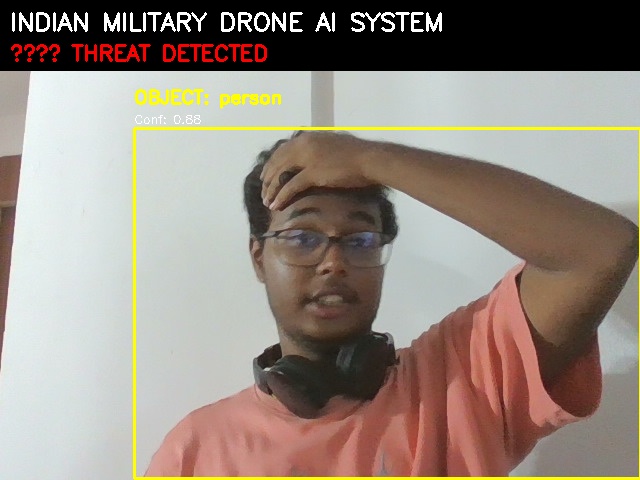 INDIAN MILITARY DRONE AI SYSTEM
???? THREAT DETECTED
OBJECT: person
Conf: 0.88